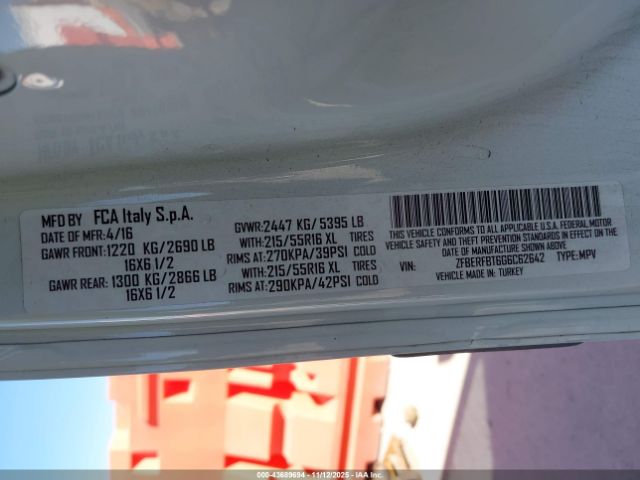 MFD BY FCA Italy S.p.A.
DATE OF MFR: 4/16
GAWR FRONT: 1220 KG/2690 LB
16X6 1/2
GAWR REAR: 1300 KG/2866 LB
16X6 1/2
GVWR: 2447 KG/ 5395 LB
WITH: 215/55R16 XL TIRES
RIMS AT: 270KPA/39PSI COLD
WITH: 215/55R16 XL TIRES
RIMS AT: 290KPA/42PSI COLD
THIS VEHICLE CONFORMS TO ALL APPLICABLE U.S.A. FEDERAL MOTOR
VEHICLE SAFETY AND THEFT PREVENTION STANDARDS IN EFFECT ON THE
DATE OF MANUFACTURE SHOWN ABOVE.
VIN: ZFBERFBT6G6C62642 TYPE: MPV
VEHICLE MADE IN: TURKEY
000-43689694 - 11/12/2025 -